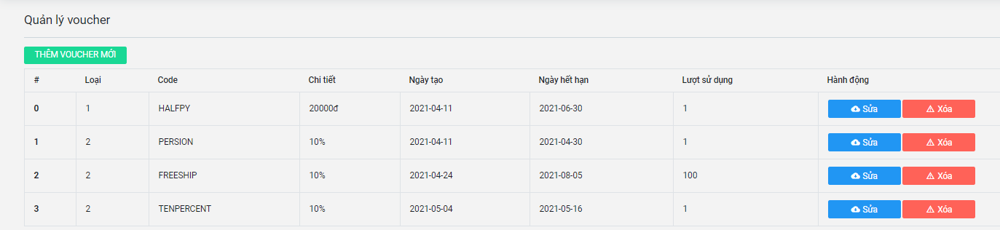 Quản lý voucher
THÊM VOUCHER MỚI
# Loại Code Chi tiết Ngày tạo Ngày hết hạn Lượt sử dụng Hành động
0 1 HALFPY 20000đ 2021-04-11 2021-06-30 1 Sửa Xóa
1 2 PERSION 10% 2021-04-11 2021-04-30 1 Sửa Xóa
2 2 FREESHIP 10% 2021-04-24 2021-08-05 100 Sửa Xóa
3 2 TENPERCENT 10% 2021-05-04 2021-05-16 1 Sửa Xóa